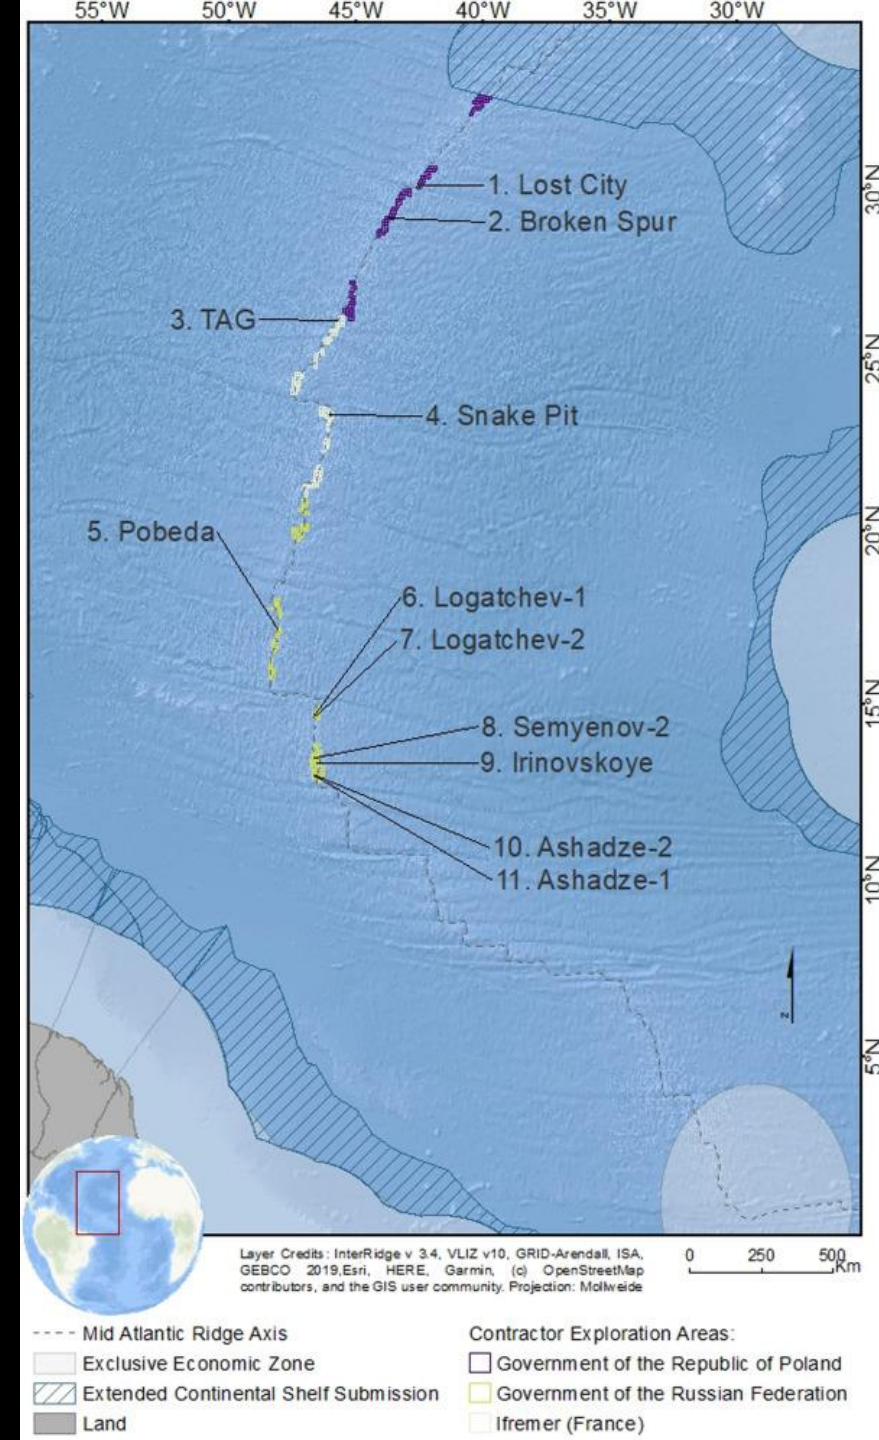 55°W 50°W 45°W 40°W 35°W 30°W
30°N
1. Lost City
2. Broken Spur
3. TAG
25°N
4. Snake Pit
20°N
5. Pobeda
6. Logatchev-1
7. Logatchev-2
15°N
8. Semyenov-2
9. Irinovskoye
10. Ashadze-2
11. Ashadze-1
10°N
N
5°N
Layer Credits: InterRidge v 3.4, VLIZ v10, GRID-Arendall, ISA,
GEBCO 2019,Esri, HERE, Garmin, (c) OpenStreetMap
contributors, and the GIS user community. Projection: Mollweide
0 250 500
Km
Mid Atlantic Ridge Axis
Exclusive Economic Zone
Extended Continental Shelf Submission
Land
Contractor Exploration Areas:
Government of the Republic of Poland
Government of the Russian Federation
Ifremer (France)